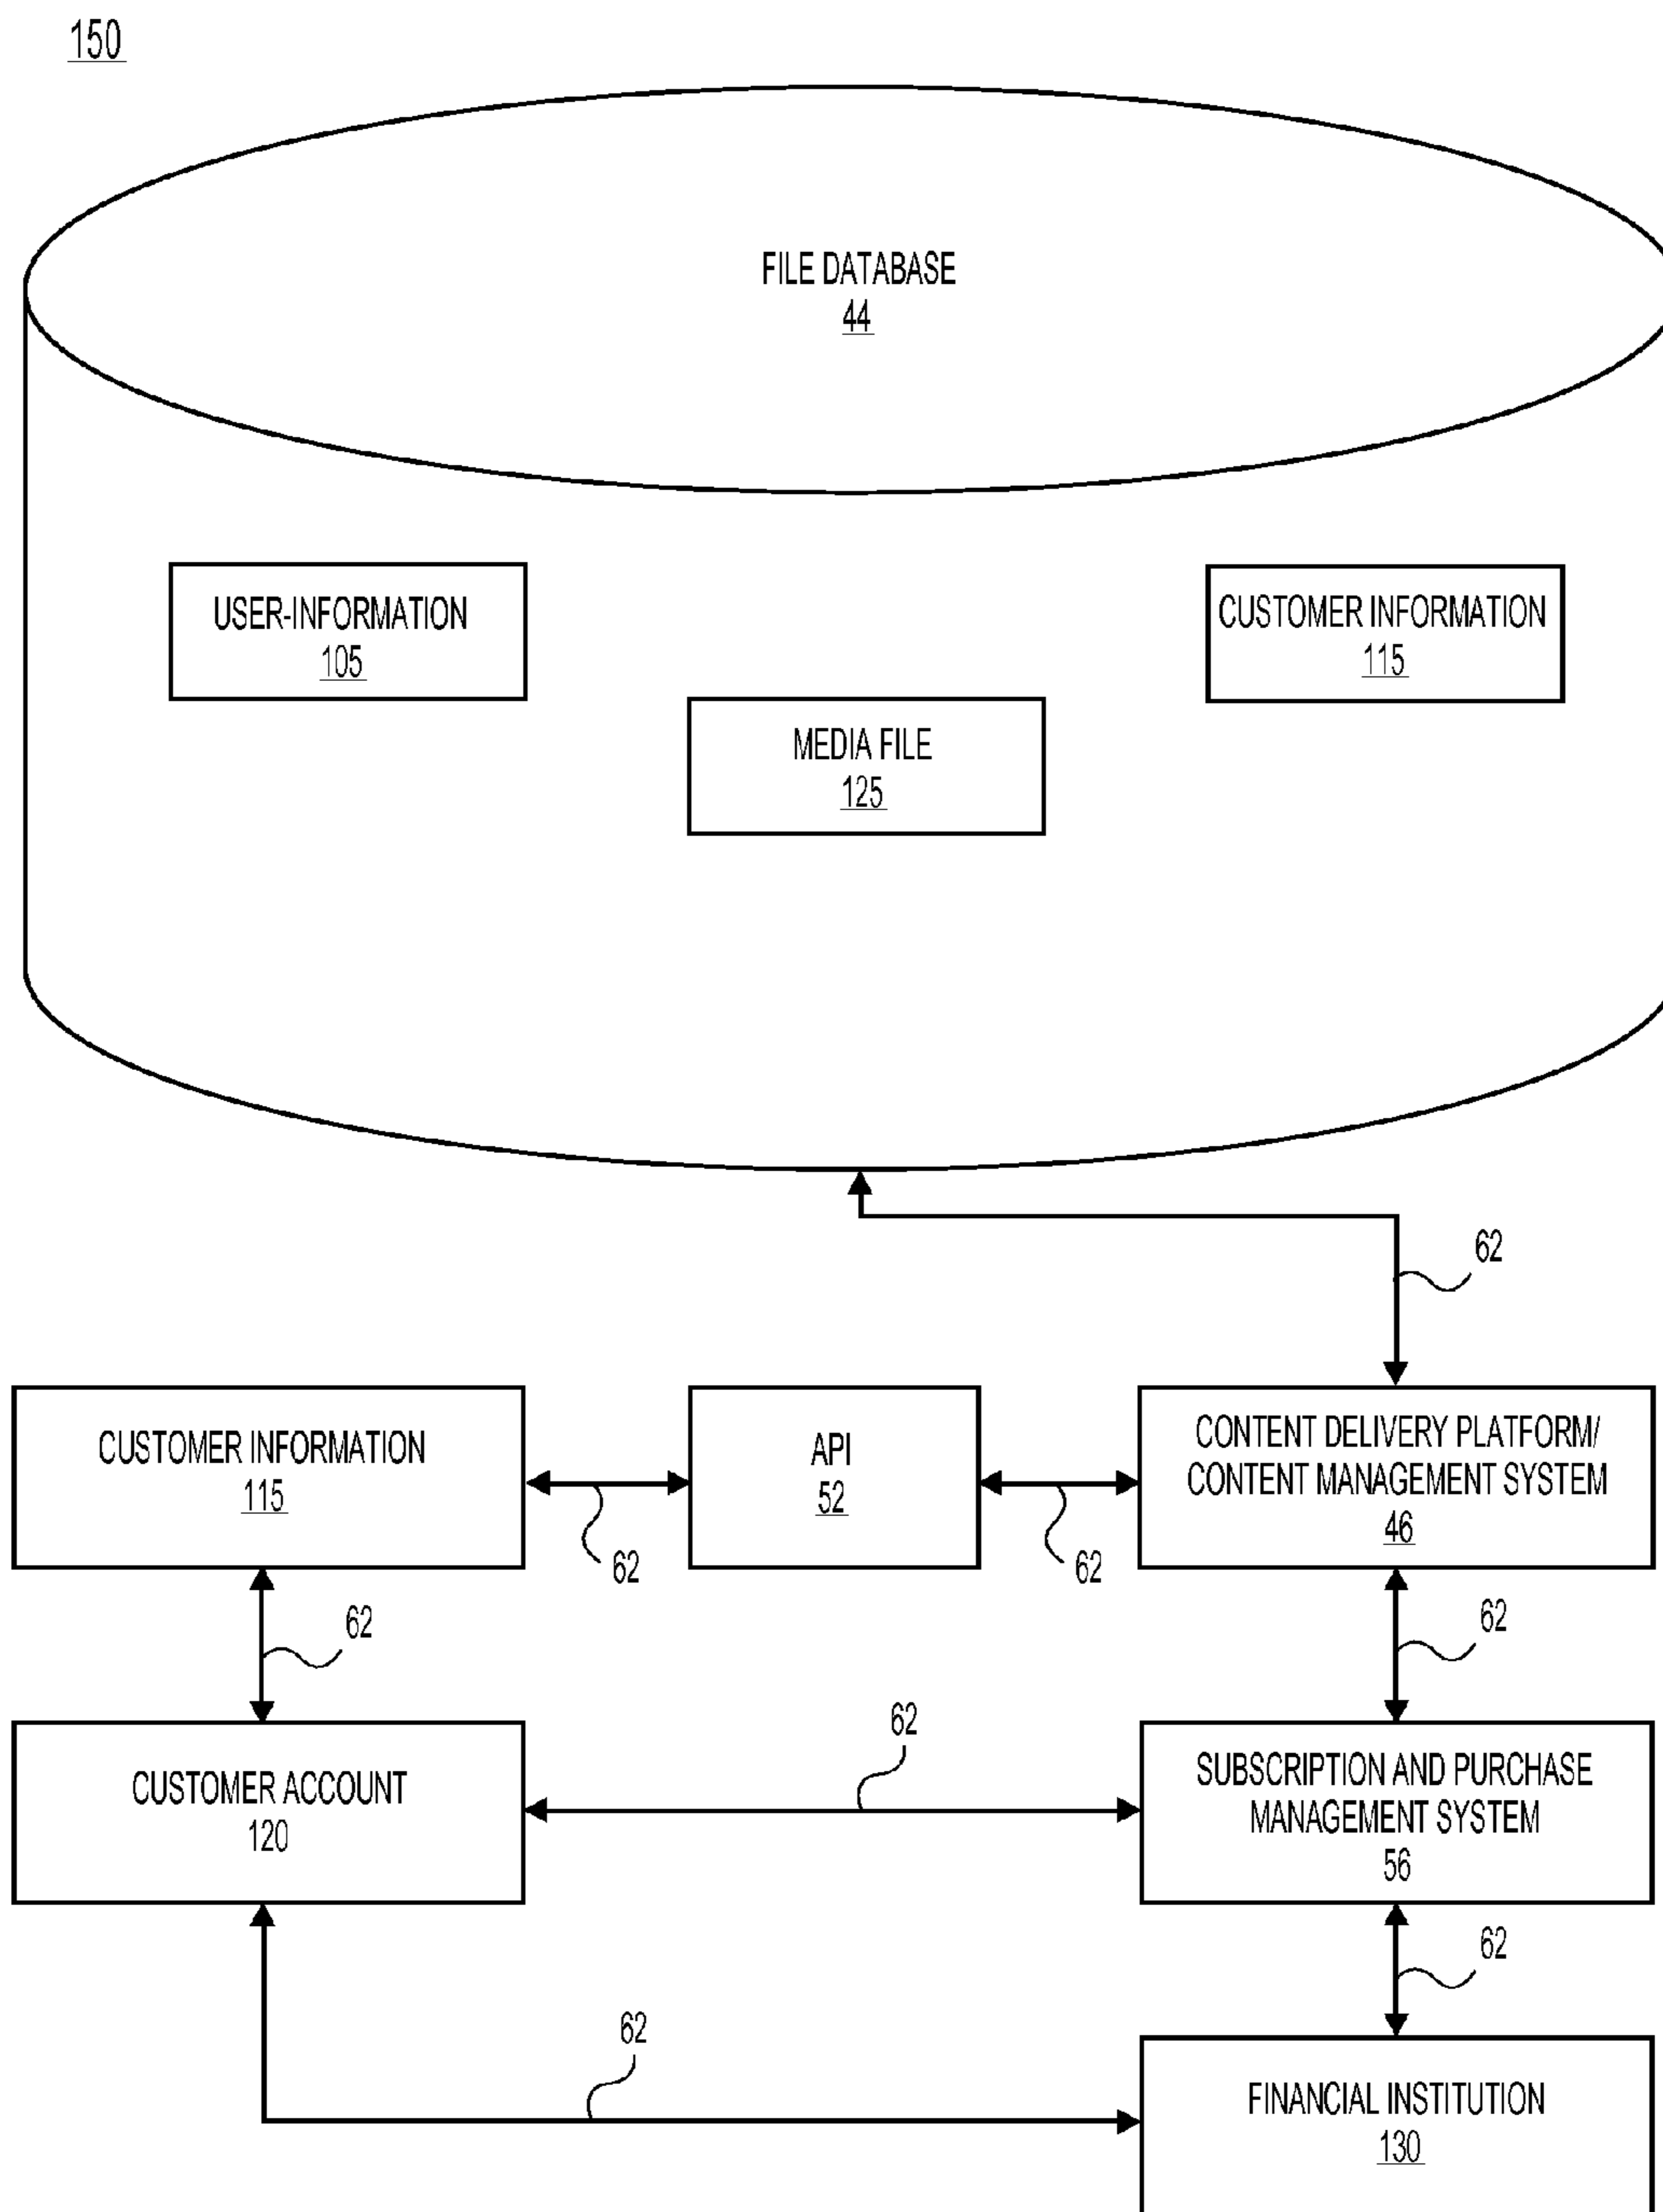 150
FILE DATABASE
44
USER-INFORMATION
105
CUSTOMER INFORMATION
115
MEDIA FILE
125
62
CUSTOMER INFORMATION
115
API
52
CONTENT DELIVERY PLATFORM/
CONTENT MANAGEMENT SYSTEM
46
62
62
62
62
CUSTOMER ACCOUNT
120
62
SUBSCRIPTION AND PURCHASE
MANAGEMENT SYSTEM
56
62
62
FINANCIAL INSTITUTION
130